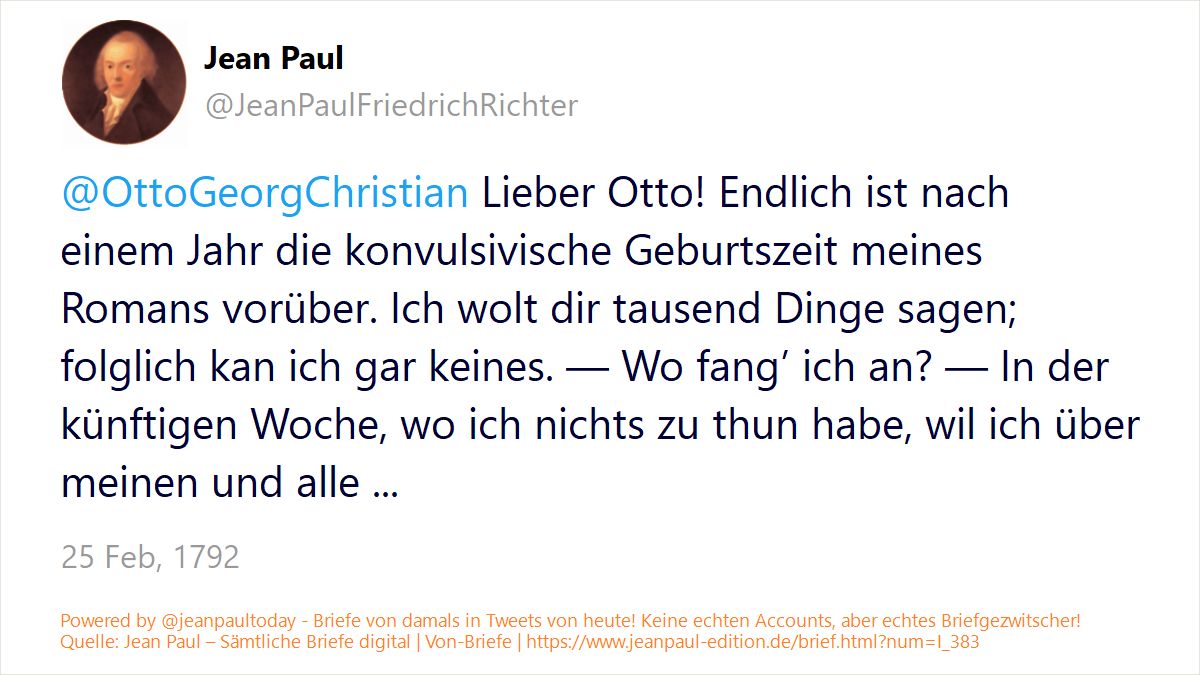 Jean Paul
@JeanPaulFriedrichRichter
@OttoGeorgChristian Lieber Otto! Endlich ist nach
einem Jahr die konvulsivische Geburtszeit meines
Romans vorüber. Ich wolt dir tausend Dinge sagen;
folglich kan ich gar keines. — Wo fang’ ich an? — In der
künftigen Woche, wo ich nichts zu thun habe, wil ich über
meinen und alle ...
25 Feb, 1792
Powered by @jeanpaultoday - Briefe von damals in Tweets von heute! Keine echten Accounts, aber echtes Briefgezwitscher!
Quelle: Jean Paul – Sämtliche Briefe digital | Von-Briefe | https://www.jeanpaul-edition.de/brief.html?num=I_383